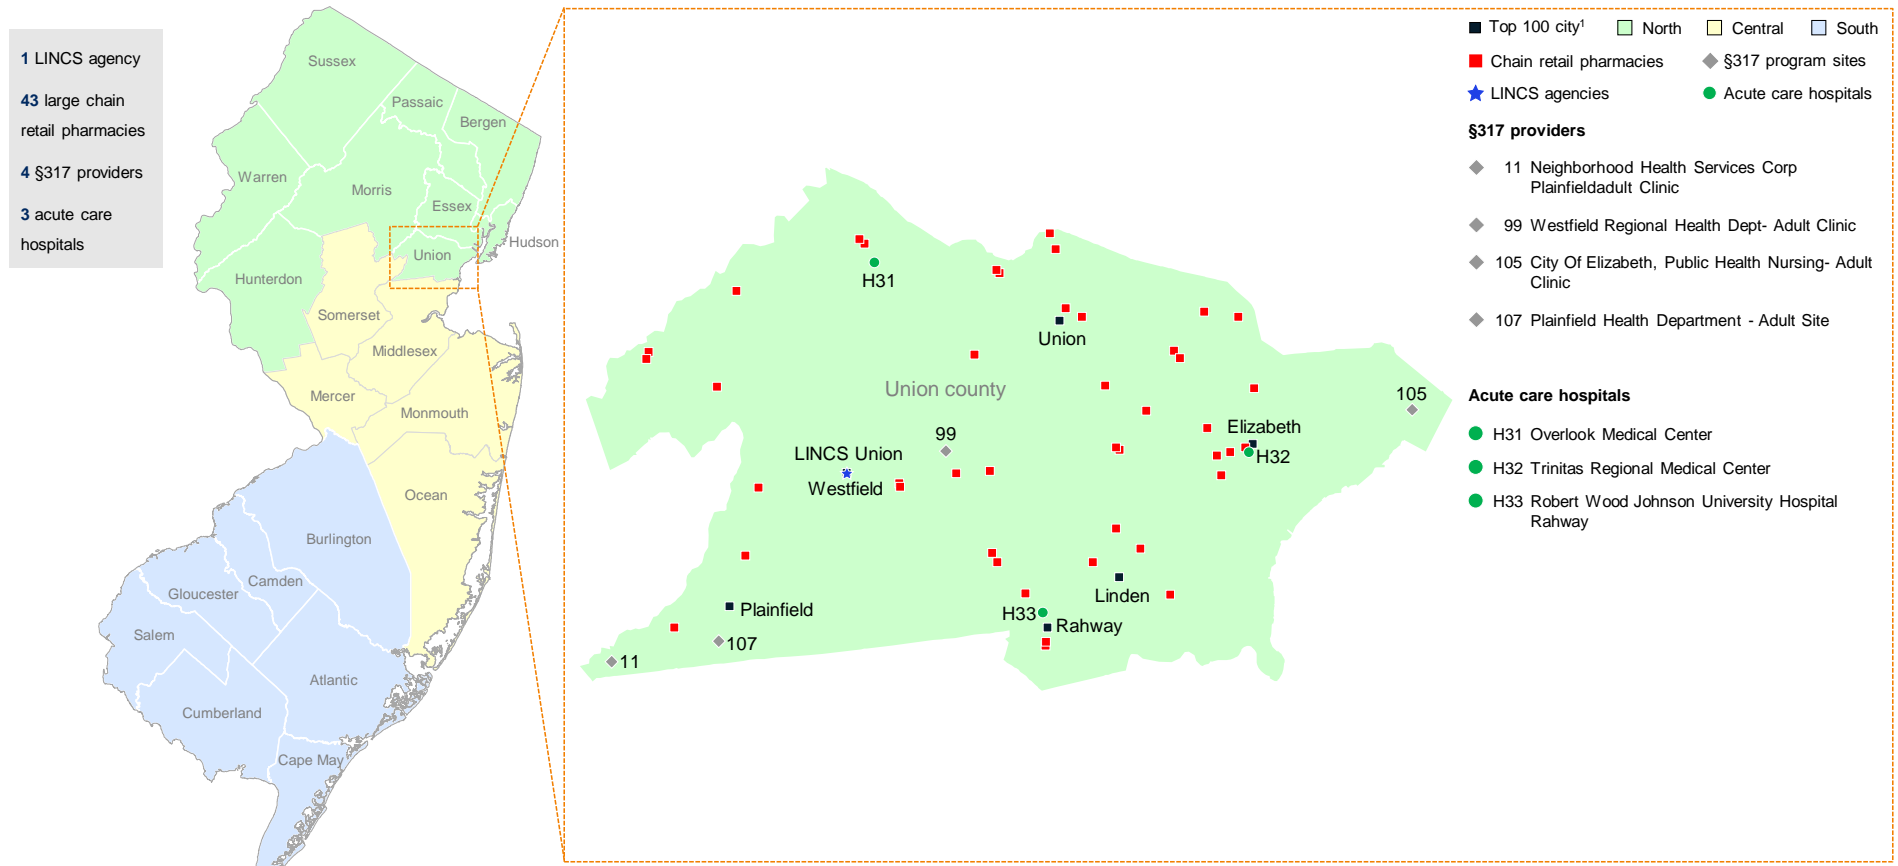 1 LINCS agency
43 large chain
retail pharmacies
4 §317 providers
3 acute care
hospitals
Sussex
Passaic
Bergen
Warren
Morris
Essex
Hudson
Union
Hunterdon
Somerset
Middlesex
Mercer
Monmouth
Ocean
Burlington
Camden
Gloucester
Salem
Atlantic
Cumberland
Cape May
H31
Union
Union county
105
Elizabeth
H32
99
LINCS Union
Westfield
Linden
H33
Rahway
Plainfield
107
11
Top 100 city¹
North
Central
South
Chain retail pharmacies
§317 program sites
LINCS agencies
Acute care hospitals
§317 providers
11 Neighborhood Health Services Corp
Plainfieldadult Clinic
99 Westfield Regional Health Dept- Adult Clinic
105 City Of Elizabeth, Public Health Nursing- Adult
Clinic
107 Plainfield Health Department - Adult Site
Acute care hospitals
H31 Overlook Medical Center
H32 Trinitas Regional Medical Center
H33 Robert Wood Johnson University Hospital
Rahway